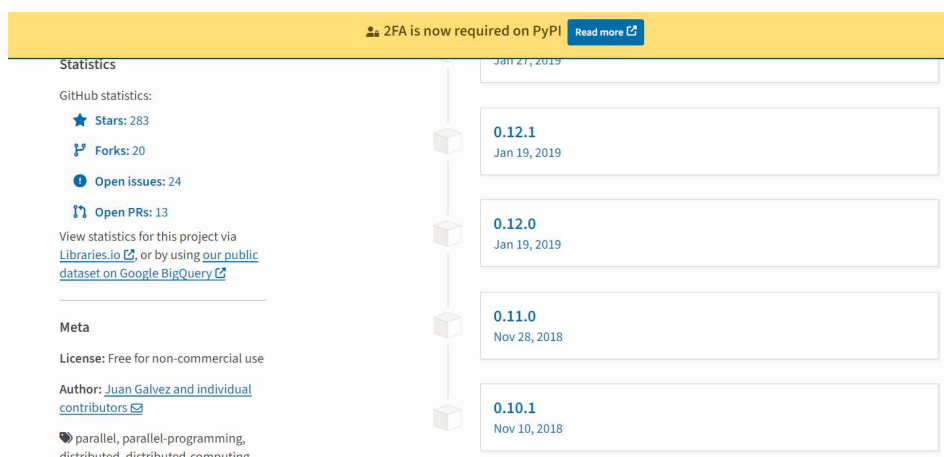 2FA is now required on PyPI Read more
Statistics
GitHub statistics:
Stars: 283
Forks: 20
Open issues: 24
Open PRs: 13
View statistics for this project via
Libraries.io, or by using our public
dataset on Google BigQuery
Meta
License: Free for non-commercial use
Author: Juan Galvez and individual
contributors
parallel, parallel-programming,
distributed, distributed-computing
Jan 27, 2019
0.12.1
Jan 19, 2019
0.12.0
Jan 19, 2019
0.11.0
Nov 28, 2018
0.10.1
Nov 10, 2018